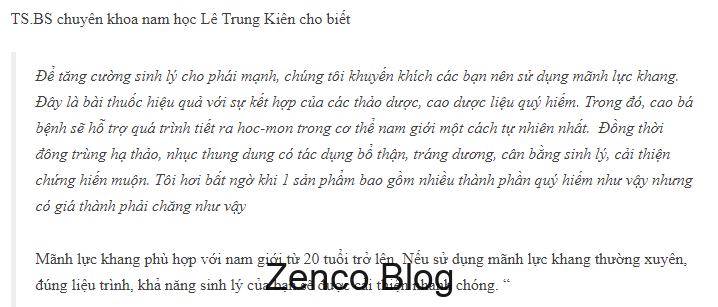 TS.BS chuyên khoa nam học Lê Trung Kiên cho biết
Để tăng cường sinh lý cho phái mạnh, chúng tôi khuyến khích các bạn nên sử dụng mãnh lực khang.
Đây là bài thuốc hiệu quả với sự kết hợp của các thảo dược, cao dược liệu quý hiếm. Trong đó, cao bá
bệnh sẽ hỗ trợ quá trình tiết ra hoc-mon trong cơ thể nam giới một cách tự nhiên nhất. Đồng thời
đông trùng hạ thảo, nhục thung dung có tác dụng bổ thận, tráng dương, cân bằng sinh lý, cải thiện
chứng hiến muộn. Tôi hơi bất ngờ khi 1 sản phẩm bao gồm nhiều thành phần quý hiếm như vậy nhưng
có giá thành phải chăng như vậy
Mãnh lực khang phù hợp với nam giới từ 20 tuổi trở lên. Nếu sử dụng mãnh lực khang thường xuyên,
đúng liệu trình, khả năng sinh lý của bạn sẽ được cải thiện nhanh chóng. “
Zenco Blog